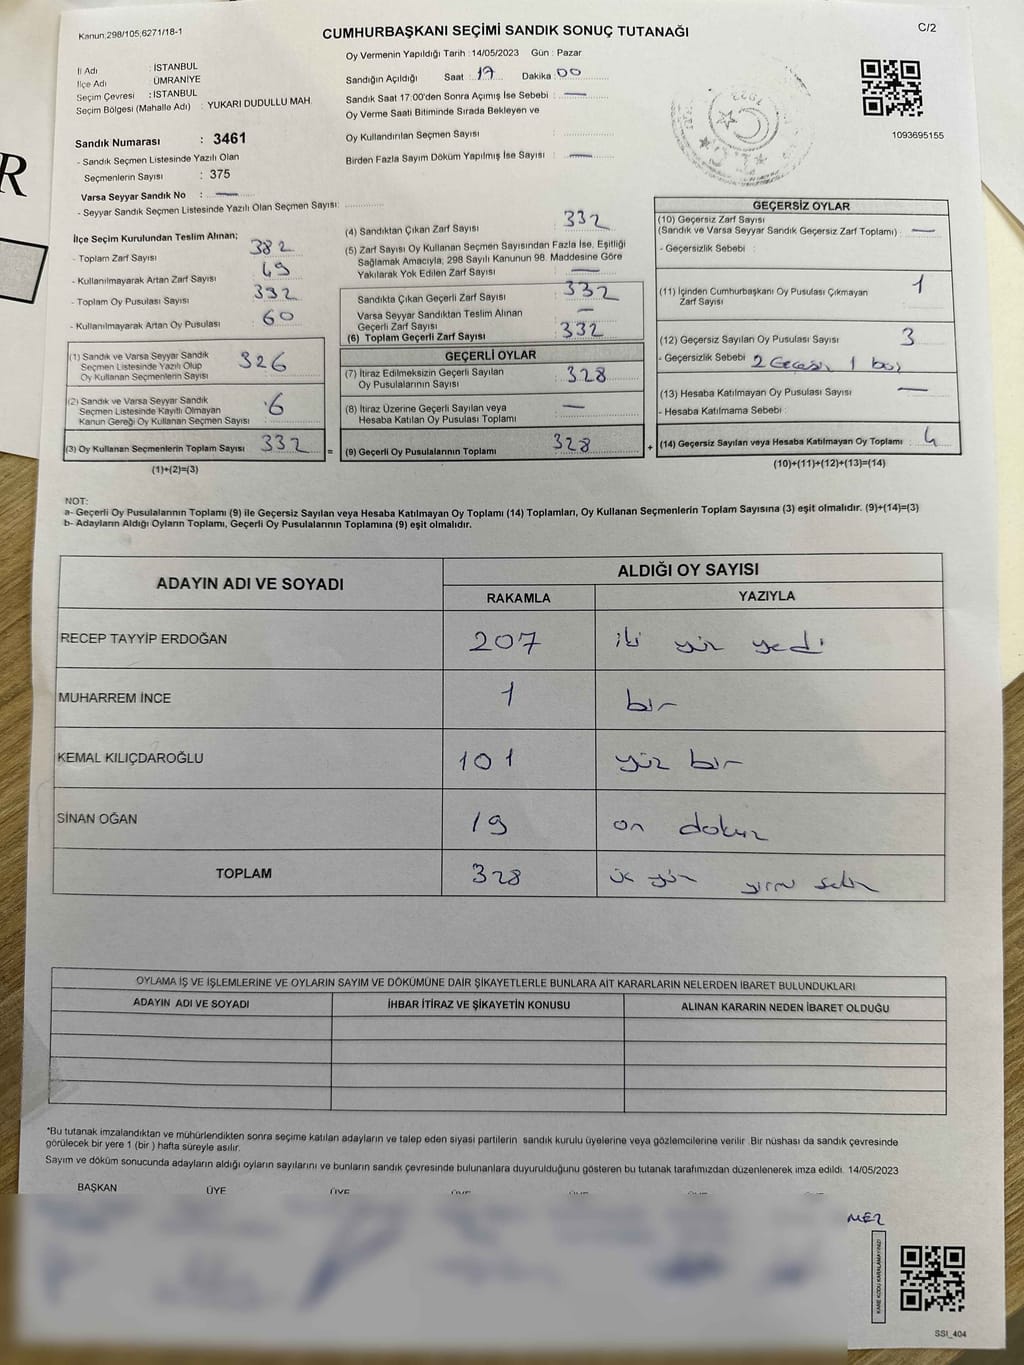 Kanun;298/105,6271/18-1
CUMHURBAŞKANI SEÇİMİ SANDIK SONUÇ TUTANAĞI
C/2
Oy Vermenin Yapıldığı Tarih : 14/05/2023 Gün : Pazar
İl Adı : İSTANBUL
İlçe Adı : ÜMRANİYE
Seçim Çevresi : İSTANBUL
Seçim Bölgesi (Mahalle Adı) : YUKARI DUDULLU MAH.
Sandığın Açıldığı Saat : 17 Dakika : 00
Sandık Saat 17.00'den Sonra Açımış İse Sebebi : —
Oy Verme Saati Bitiminde Sırada Bekleyen ve
Oy Kullandırılan Seçmen Sayısı :
Birden Fazla Sayım Döküm Yapılmış İse Sayısı : —
1093695155
Sandık Numarası : 3461
- Sandık Seçmen Listesinde Yazılı Olan
Seçmenlerin Sayısı : 375
Varsa Seyyar Sandık No : —
- Seyyar Sandık Seçmen Listesinde Yazılı Olan Seçmen Sayısı:
İlçe Seçim Kurulundan Teslim Alınan;
- Toplam Zarf Sayısı 382
- Kullanılmayarak Artan Zarf Sayısı 49
- Toplam Oy Pusulası Sayısı 392
- Kullanılmayarak Artan Oy Pusulası 60
(1) Sandık ve Varsa Seyyar Sandık
Seçmen Listesinde Yazılı Olup
Oy Kullanan Seçmenlerin Sayısı 326
(2) Sandık ve Varsa Seyyar Sandık
Seçmen Listesinde Kayıtlı Olmayan
Kanun Gereği Oy Kullanan Seçmen Sayısı 6
(3) Oy Kullanan Seçmenlerin Toplam Sayısı 332 =
(1)+(2)=(3)
(4) Sandıktan Çıkan Zarf Sayısı 332
(5) Zarf Sayısı Oy Kullanan Seçmen Sayısından Fazla İse, Eşitliği
Sağlamak Amacıyla; 298 Sayılı Kanunun 98. Maddesine Göre
Yakılarak Yok Edilen Zarf Sayısı —
Sandıkta Çıkan Geçerli Zarf Sayısı 332
Varsa Seyyar Sandıktan Teslim Alınan
Geçerli Zarf Sayısı —
(6) Toplam Geçerli Zarf Sayısı 332
GEÇERLİ OYLAR
(7) İtiraz Edilmeksizin Geçerli Sayılan
Oy Pusulalarının Sayısı 328
(8) İtiraz Üzerine Geçerli Sayılan veya
Hesaba Katılan Oy Pusulası Toplamı —
(9) Geçerli Oy Pusulalarının Toplamı 328 +
GEÇERSİZ OYLAR
(10) Geçersiz Zarf Sayısı
(Sandık ve Varsa Seyyar Sandık Geçersiz Zarf Toplamı) : —
- Geçersizlik Sebebi :
(11) İçinden Cumhurbaşkanı Oy Pusulası Çıkmayan
Zarf Sayısı 1
(12) Geçersiz Sayılan Oy Pusulası Sayısı 3
- Geçersizlik Sebebi 2 1 boş
(13) Hesaba Katılmayan Oy Pusulası Sayısı —
- Hesaba Katılmama Sebebi :
(14) Geçersiz Sayılan veya Hesaba Katılmayan Oy Toplamı 4
(10)+(11)+(12)+(13)=(14)
NOT:
a- Geçerli Oy Pusulalarının Toplamı (9) ile Geçersiz Sayılan veya Hesaba Katılmayan Oy Toplamı (14) Toplamları, Oy Kullanan Seçmenlerin Toplam Sayısına (3) eşit olmalıdır. (9)+(14)=(3)
b- Adayların Aldığı Oyların Toplamı, Geçerli Oy Pusulalarının Toplamına (9) eşit olmalıdır.
ADAYIN ADI VE SOYADI
ALDIĞI OY SAYISI
RAKAMLA YAZIYLA
RECEP TAYYİP ERDOĞAN 207 iki yüz yedi
MUHARREM İNCE 1 bir
KEMAL KILIÇDAROĞLU 101 yüz bir
SİNAN OĞAN 19 on dokuz
TOPLAM 328 üç yüz yirmi sekiz
OYLAMA İŞ VE İŞLEMLERİNE VE OYLARIN SAYIM VE DÖKÜMÜNE DAİR ŞİKAYETLERLE BUNLARA AİT KARARLARIN NELERDEN İBARET BULUNDUKLARI
ADAYIN ADI VE SOYADI İHBAR İTİRAZ VE ŞİKAYETİN KONUSU ALINAN KARARIN NEDEN İBARET OLDUĞU
*Bu tutanak imzalandıktan ve mühürlendikten sonra seçime katılan adayların ve talep eden siyasi partilerin sandık kurulu üyelerine veya gözlemcilerine verilir .Bir nüshası da sandık çevresinde
görülecek bir yere 1 (bir ) hafta süreyle asılır.
Sayım ve döküm sonucunda adayların aldığı oyların sayılarını ve bunların sandık çevresinde bulunanlara duyurulduğunu gösteren bu tutanak tarafımızdan düzenlenerek imza edildi. 14/05/2023
BAŞKAN ÜYE ÜYE ÜYE ÜYE ÜYE ÜYE
MEZ
KARE KODU KARALAMAYINIZ!
SSI_404
R